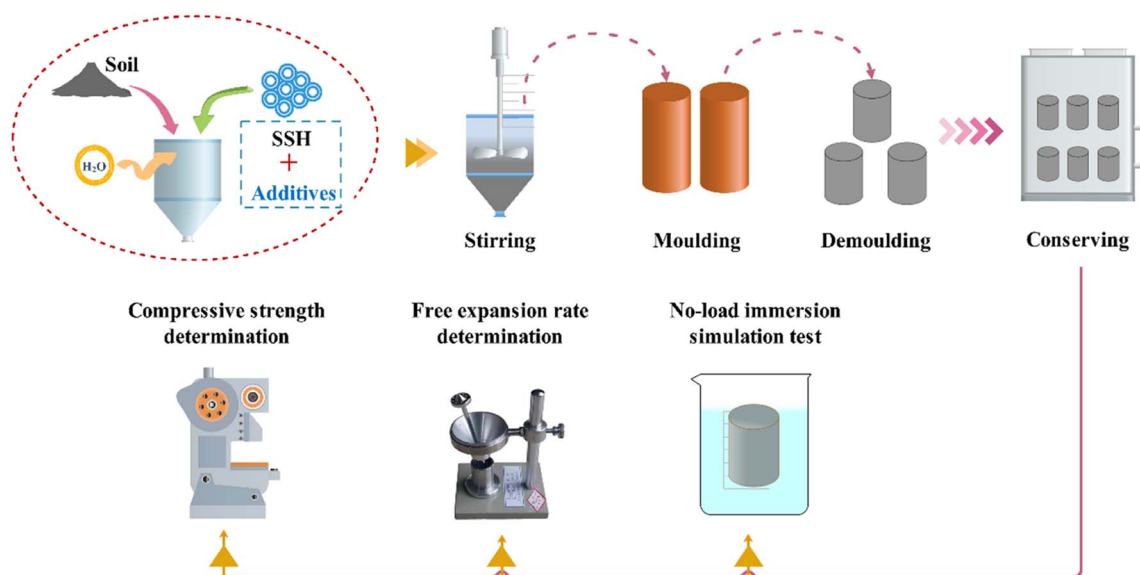 Soil
H₂O
SSH
+
Additives
Stirring
Moulding
Demoulding
Conserving
Compressive strength
determination
Free expansion rate
determination
No-load immersion
simulation test